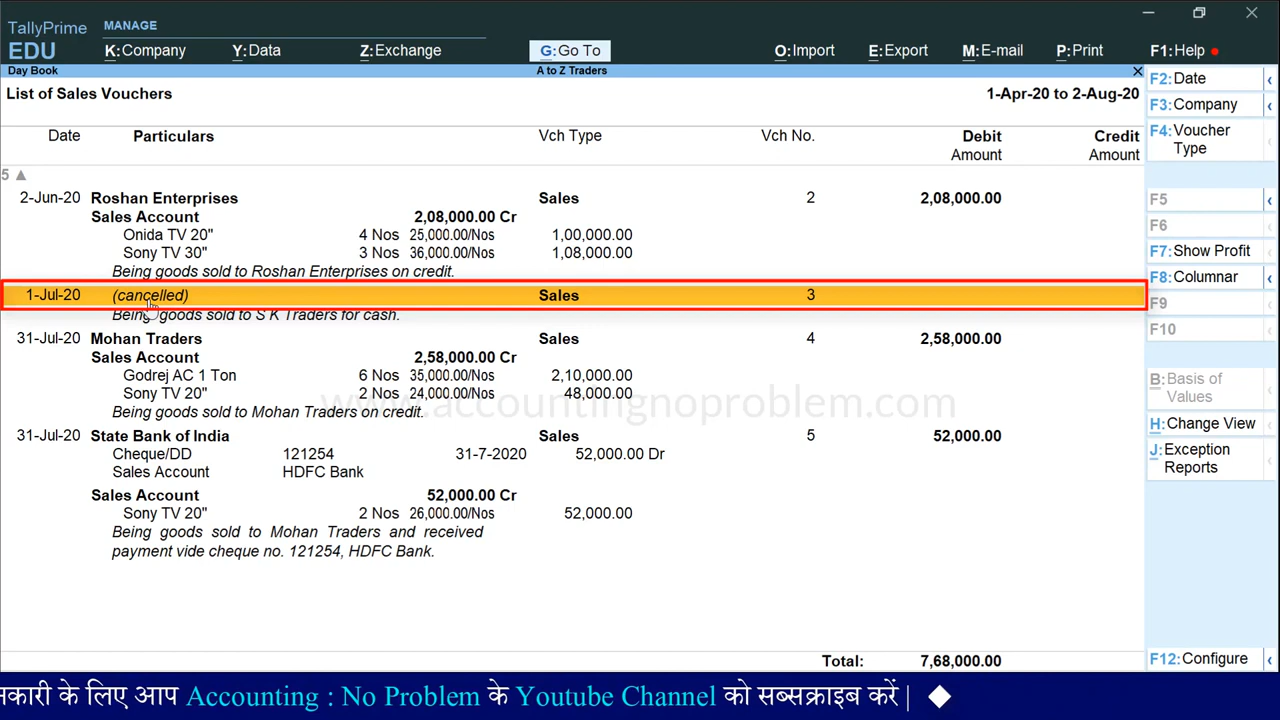 TallyPrime MANAGE
EDU K:Company Y:Data Z:Exchange G:Go To O:Import E:Export M:E-mail P:Print F1:Help
Day Book A to Z Traders
List of Sales Vouchers 1-Apr-20 to 2-Aug-20
Date Particulars Vch Type Vch No. Debit Credit
Amount Amount
5
2-Jun-20 Roshan Enterprises Sales 2 2,08,000.00
Sales Account 2,08,000.00 Cr
Onida TV 20" 4 Nos 25,000.00/Nos 1,00,000.00
Sony TV 30" 3 Nos 36,000.00/Nos 1,08,000.00
Being goods sold to Roshan Enterprises on credit.
1-Jul-20 (cancelled) Sales 3
Being goods sold to S K Traders for cash.
31-Jul-20 Mohan Traders Sales 4 2,58,000.00
Sales Account 2,58,000.00 Cr
Godrej AC 1 Ton 6 Nos 35,000.00/Nos 2,10,000.00
Sony TV 20" 2 Nos 24,000.00/Nos 48,000.00
www.accountingnoproblem.com
Being goods sold to Mohan Traders on credit.
31-Jul-20 State Bank of India Sales 5 52,000.00
Cheque/DD 121254 31-7-2020 52,000.00 Dr
Sales Account HDFC Bank
Sales Account 52,000.00 Cr
Sony TV 20" 2 Nos 26,000.00/Nos 52,000.00
Being goods sold to Mohan Traders and received
payment vide cheque no. 121254, HDFC Bank.
Total: 7,68,000.00
F2:Date
F3:Company
F4:Voucher
Type
F5
F6
F7:Show Profit
F8:Columnar
F9
F10
B:Basis of
Values
H:Change View
J:Exception
Reports
F12:Configure
नकारी के लिए आप Accounting : No Problem के Youtube Channel को सब्सक्राइब करें |